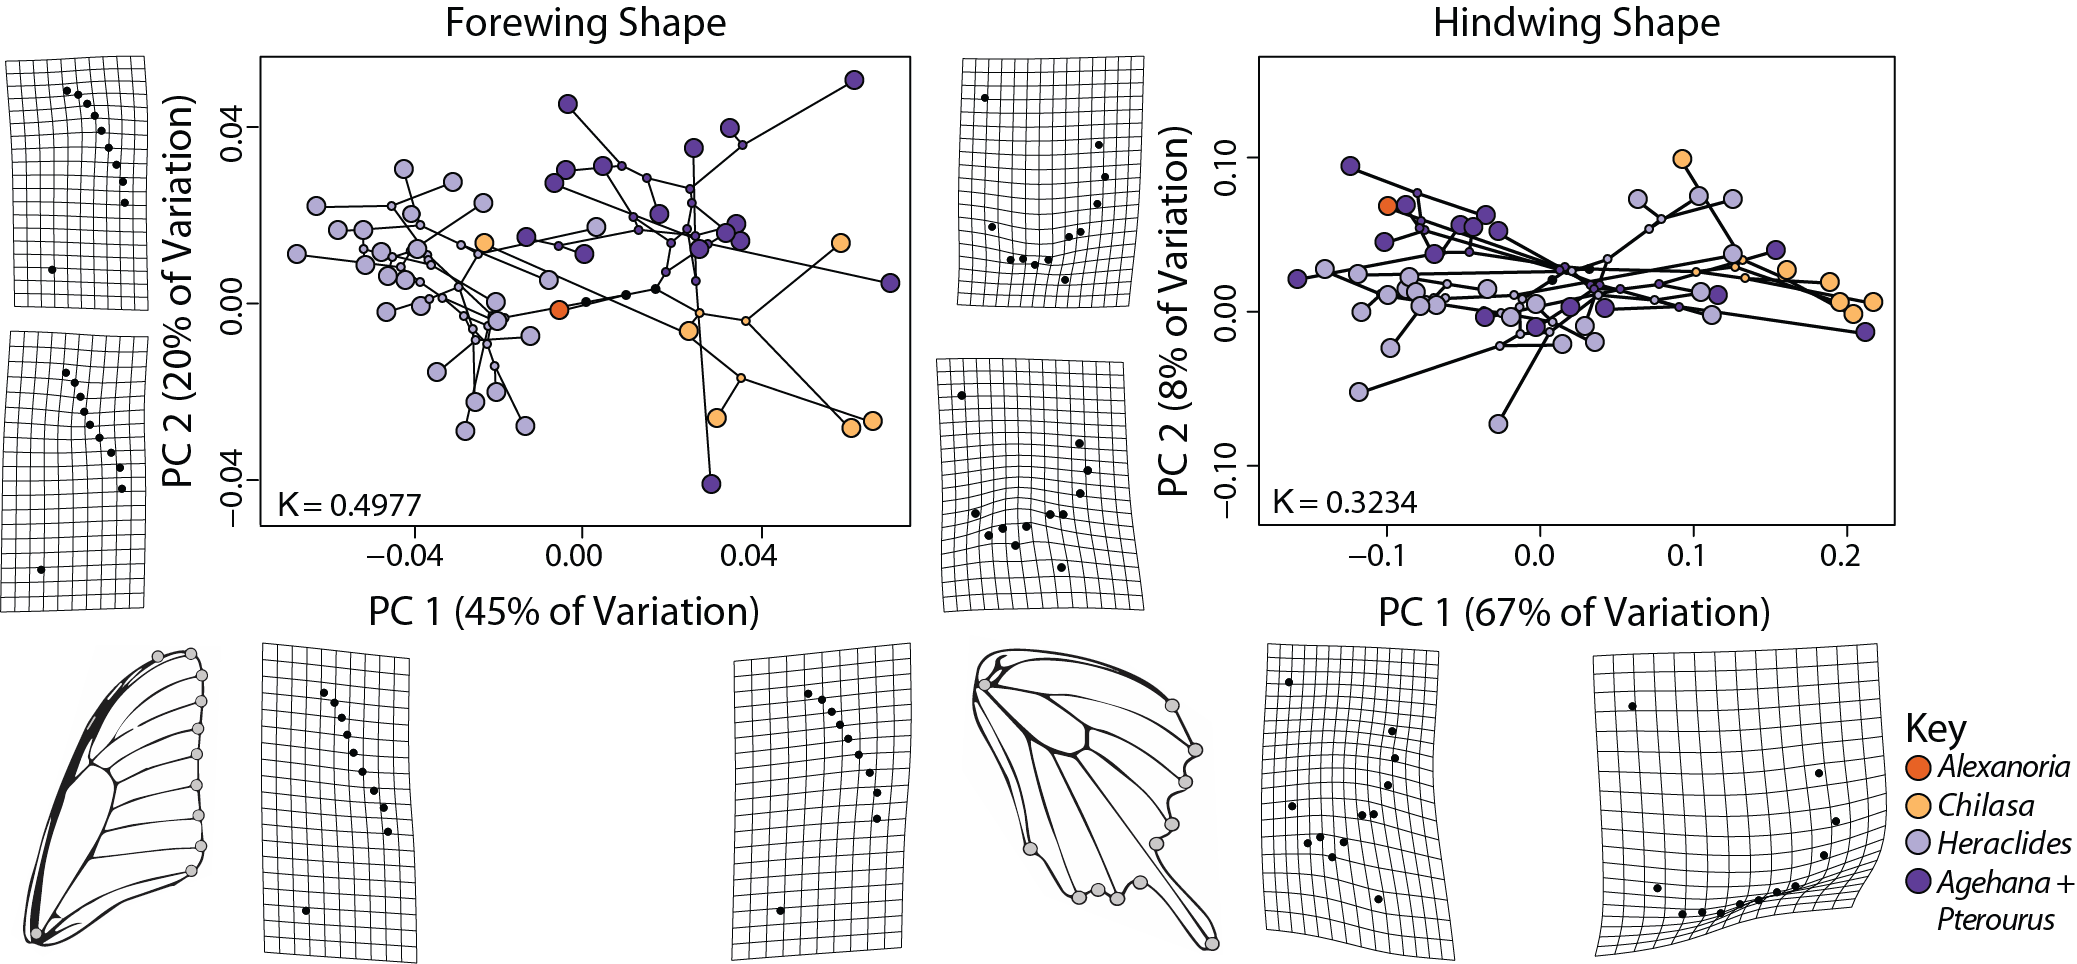 Forewing Shape
Hindwing Shape
PC 2 (20% of Variation)
0.04
0.00
−0.04
K = 0.4977
−0.04
0.00
0.04
PC 1 (45% of Variation)
PC 2 (8% of Variation)
0.10
0.00
−0.10
K = 0.3234
−0.1
0.0
0.1
0.2
PC 1 (67% of Variation)
Key
Alexanoria
Chilasa
Heraclides
Agehana +
Pterourus